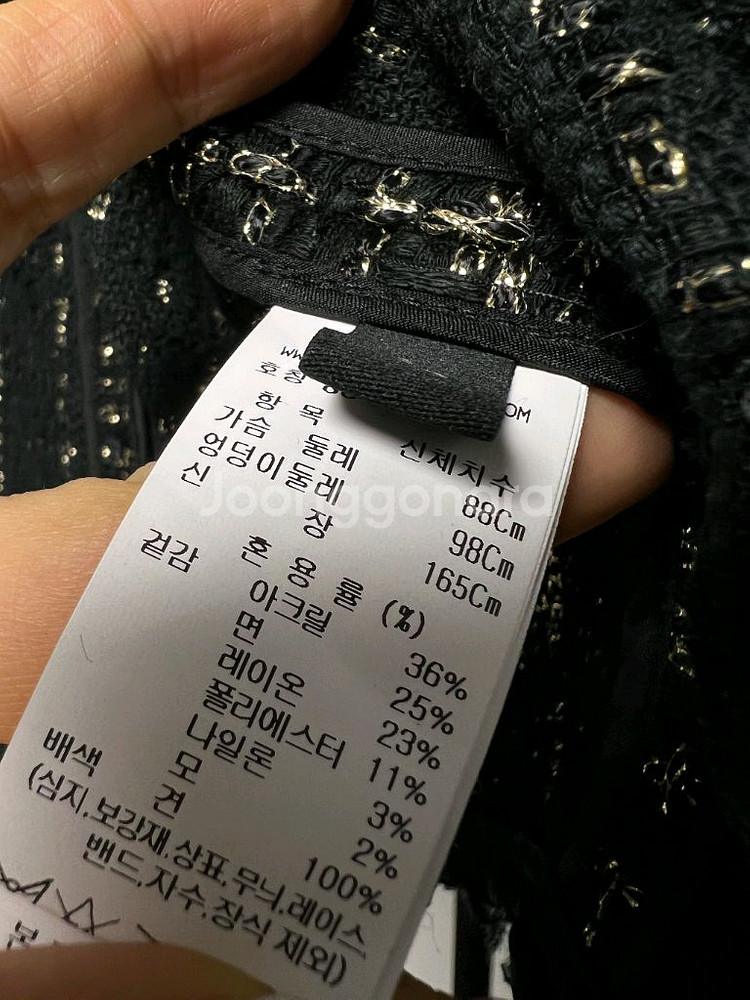 호칭
OM
항 목 신체치수
가슴 둘레 88Cm
엉덩이둘레 98Cm
신 장 165Cm
혼 용 률 (%)
겉감 아크릴 36%
면 25%
레이온 23%
폴리에스터 11%
나일론 3%
모 2%
배색 견 100%
(심지,보강재,상표,무늬,레이스
밴드,자수,장식 제외)
Joonggonara